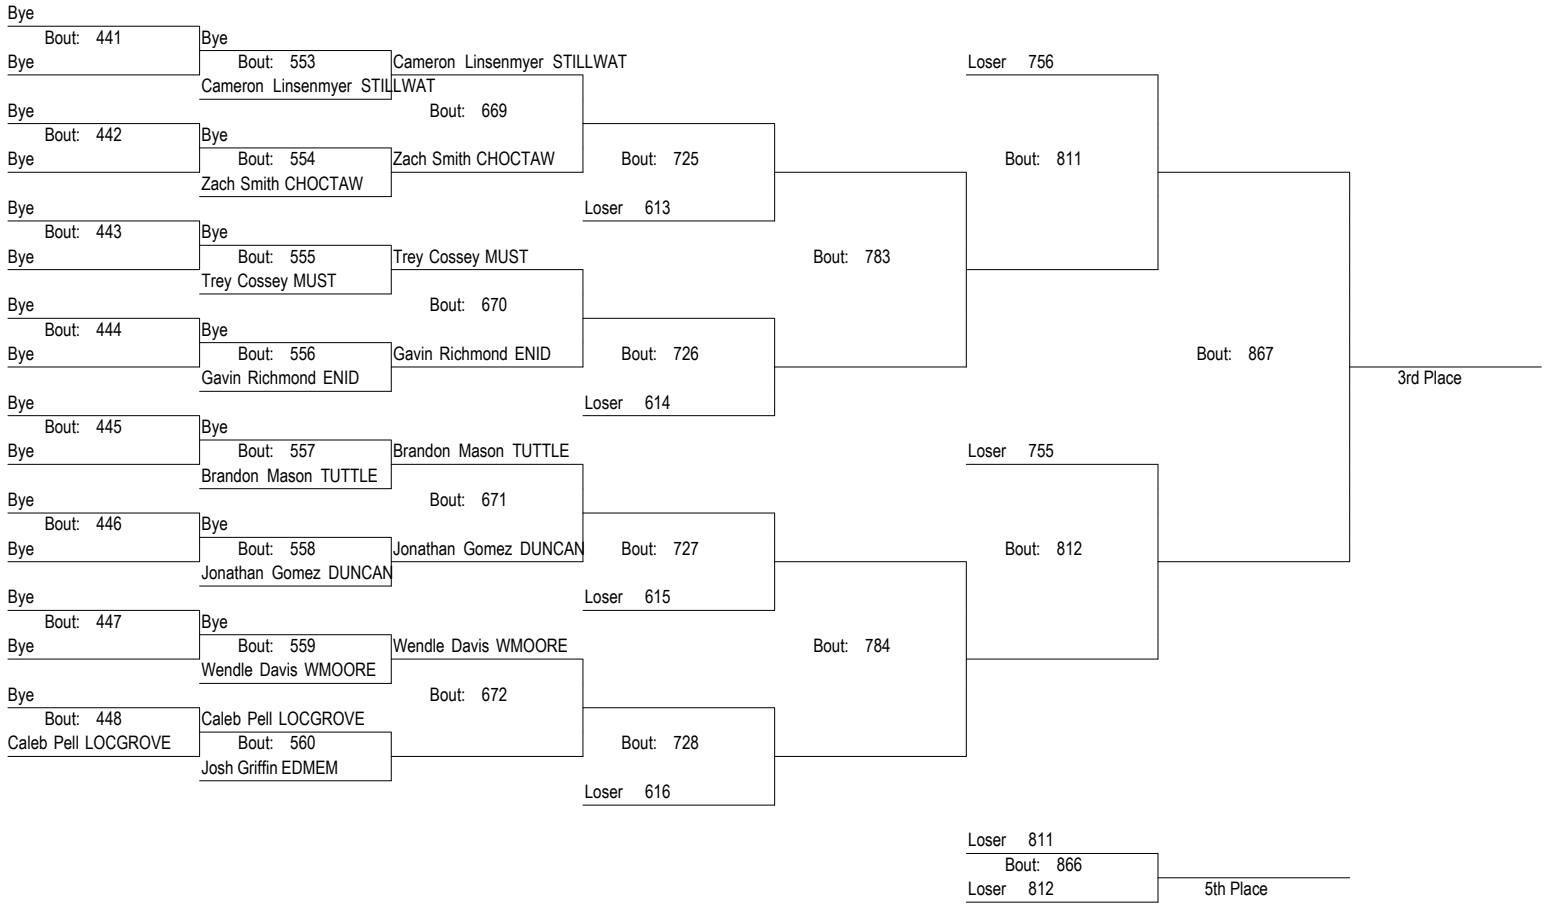 Bye
Bout: 441
Bye
Bye
Bout: 553
Cameron Linsenmyer STILLWAT
Cameron Linsenmyer STILLWAT
Loser 756
Bye
Bout: 442
Bye
Bye
Bout: 554
Zach Smith CHOCTAW
Bout: 669
Zach Smith CHOCTAW
Bout: 725
Loser 613
Bout: 811
Bye
Bout: 443
Bye
Bye
Bout: 555
Trey Cossey MUST
Trey Cossey MUST
Bout: 783
Bye
Bout: 444
Bye
Bye
Bout: 556
Gavin Richmond ENID
Bout: 670
Gavin Richmond ENID
Bout: 726
Loser 614
Bout: 867
3rd Place
Bye
Bout: 445
Bye
Bye
Bout: 557
Brandon Mason TUTTLE
Brandon Mason TUTTLE
Loser 755
Bye
Bout: 446
Bye
Bye
Bout: 558
Jonathan Gomez DUNCAN
Bout: 671
Jonathan Gomez DUNCAN
Bout: 727
Loser 615
Bout: 812
Bye
Bout: 447
Bye
Bye
Bout: 559
Wendle Davis WMOORE
Wendle Davis WMOORE
Bout: 784
Bye
Bout: 448
Caleb Pell LOCGROVE
Caleb Pell LOCGROVE
Bout: 560
Josh Griffin EDMEM
Bout: 672
Bout: 728
Loser 616
Loser 811
Bout: 866
Loser 812
5th Place